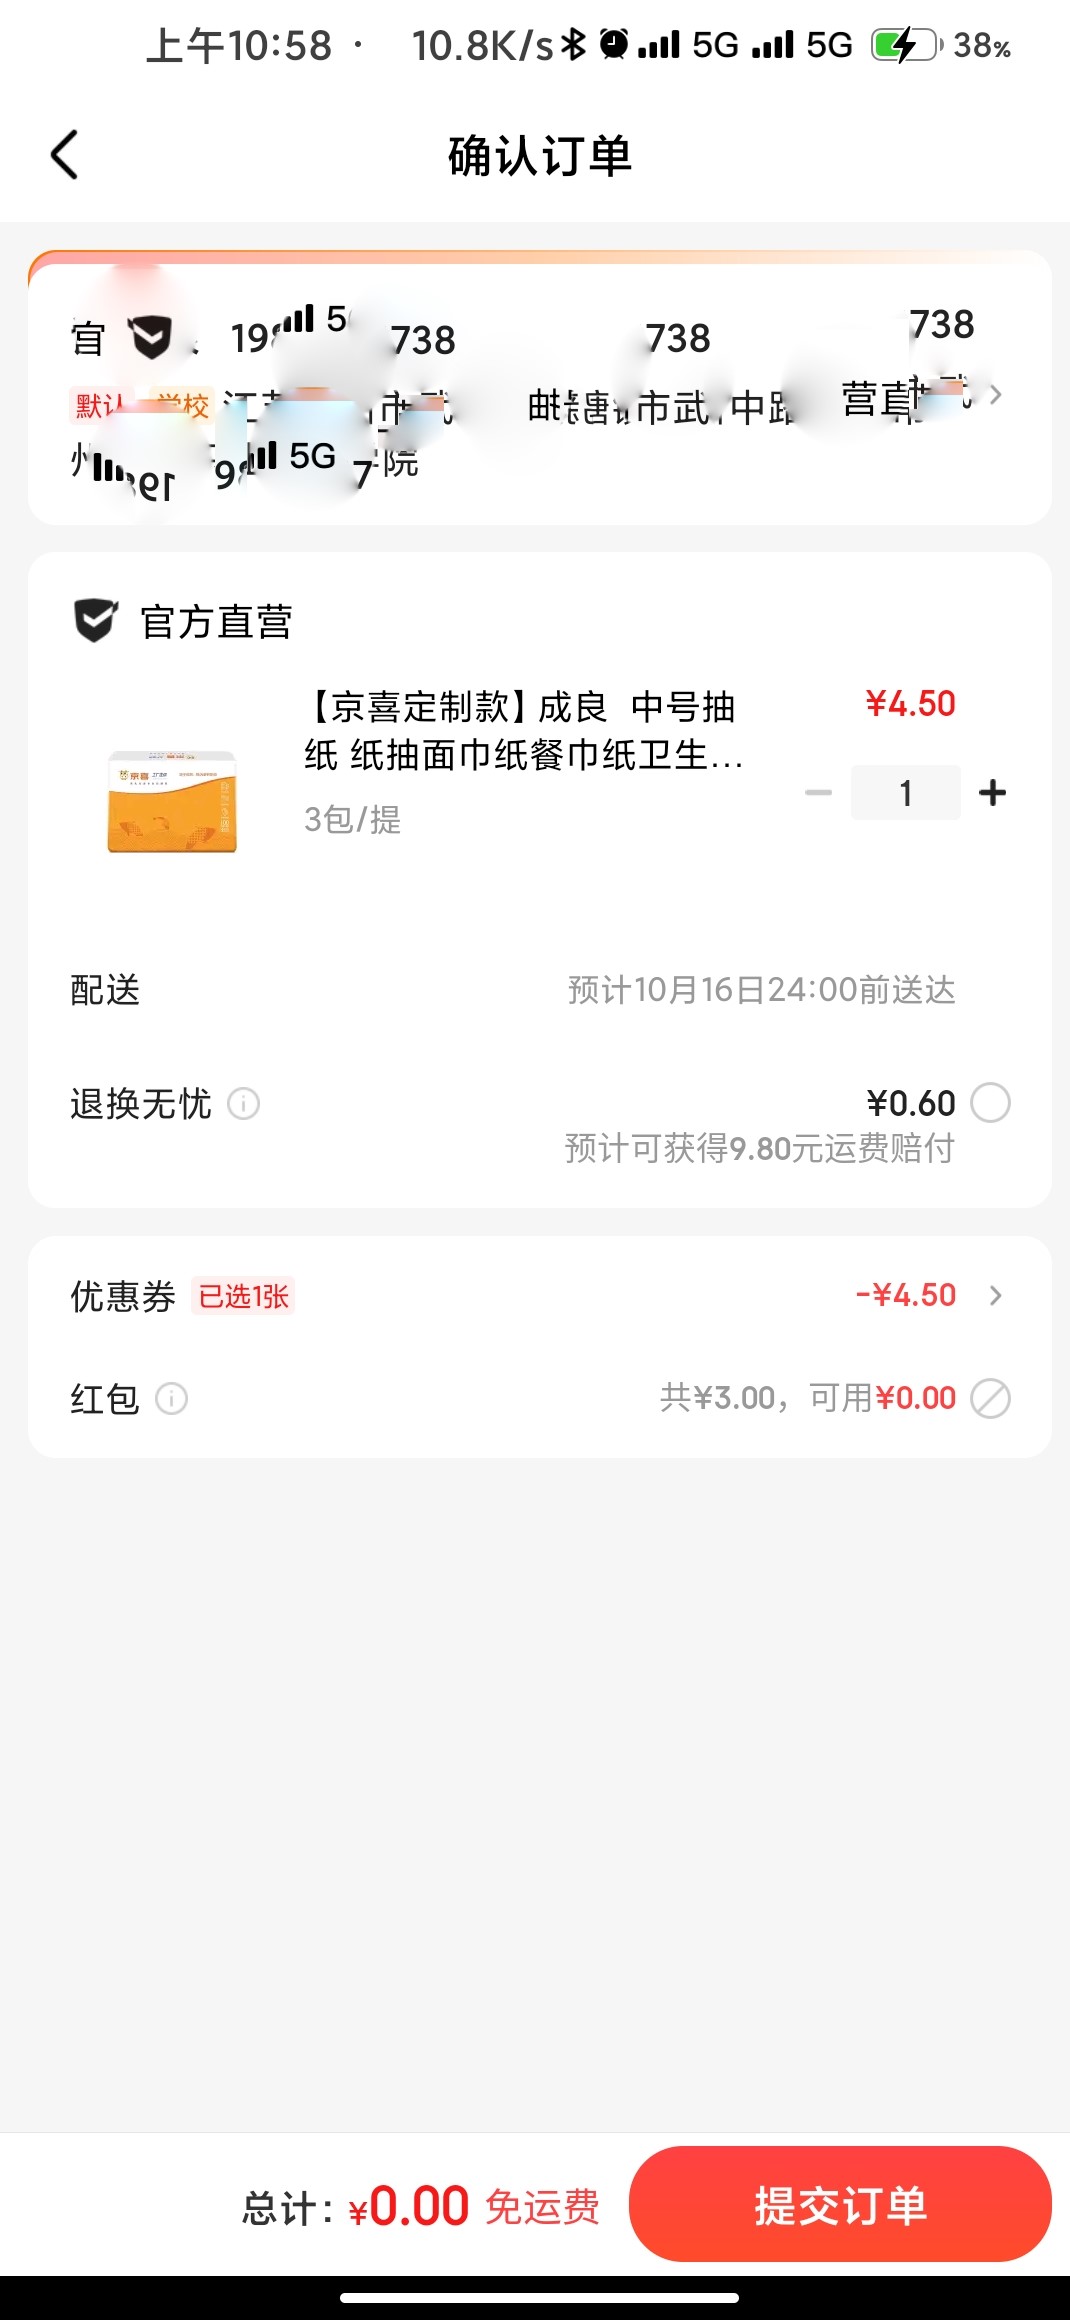 上午10:58 · 10.8K/s 5G 5G 38%
确认订单
738 738 738
默认 学校
5G 院
官方直营
【京喜定制款】成良 中号抽
纸 纸抽面巾纸餐巾纸卫生...
¥4.50
1
3包/提
京喜
配送 预计10月16日24:00前送达
退换无忧 ¥0.60
预计可获得9.80元运费赔付
优惠券 已选1张 -¥4.50
红包 共¥3.00，可用¥0.00
总计：¥0.00 免运费 提交订单